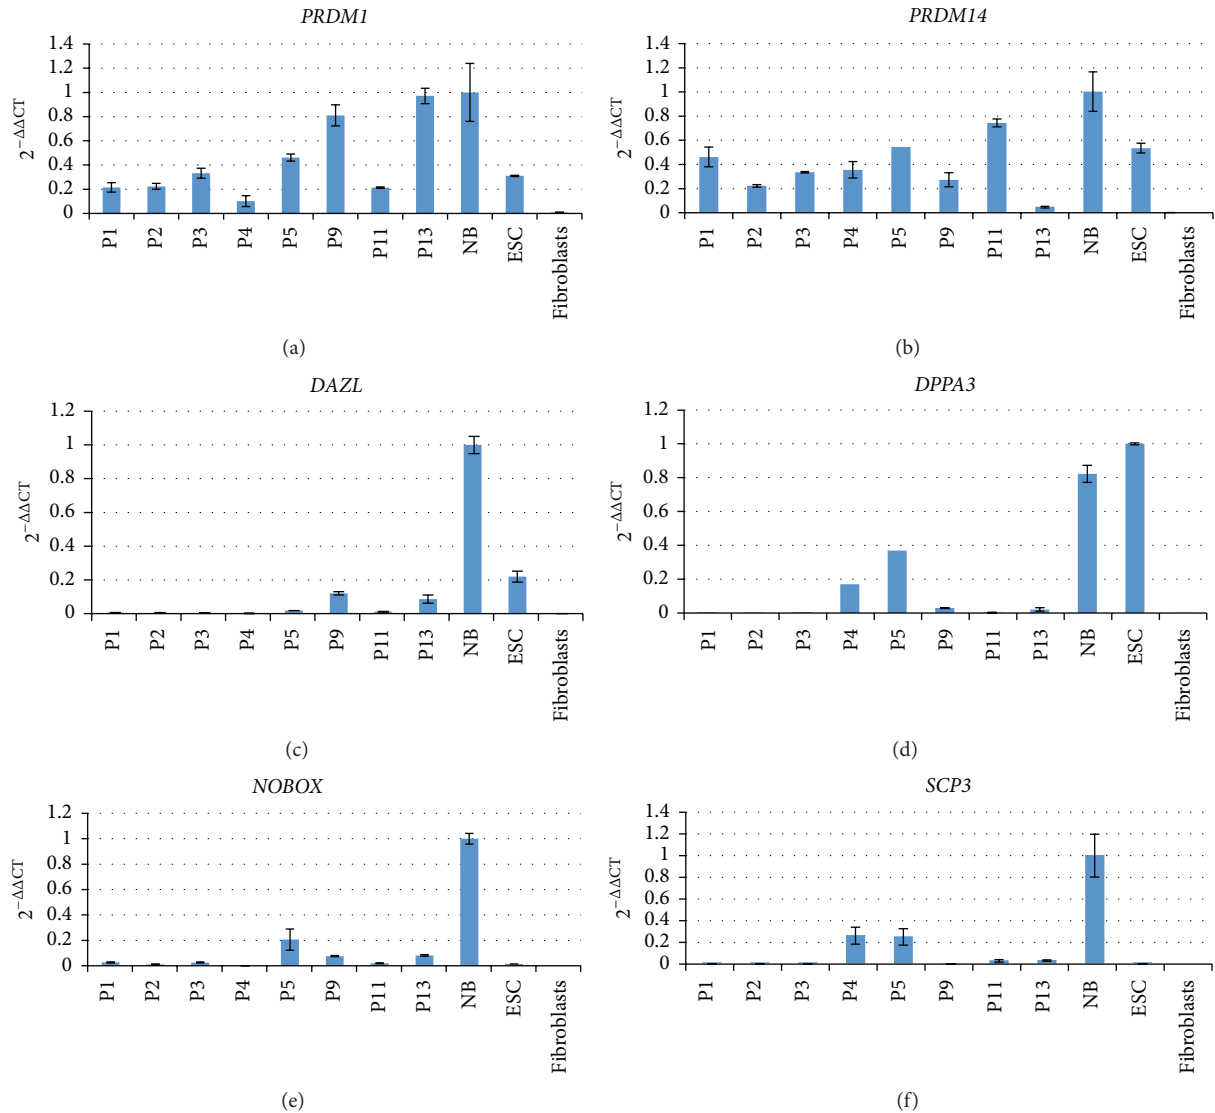 PRDM1
1.4
1.2
1
0.8
0.6
0.4
0.2
0
2^−ΔΔCT
P1 P2 P3 P4 P5 P9 P11 P13 NB ESC Fibroblasts
(a)
PRDM14
1.4
1.2
1
0.8
0.6
0.4
0.2
0
2^−ΔΔCT
P1 P2 P3 P4 P5 P9 P11 P13 NB ESC Fibroblasts
(b)
DAZL
1.2
1
0.8
0.6
0.4
0.2
0
2^−ΔΔCT
P1 P2 P3 P4 P5 P9 P11 P13 NB ESC Fibroblasts
(c)
DPPA3
1.2
1
0.8
0.6
0.4
0.2
0
2^−ΔΔCT
P1 P2 P3 P4 P5 P9 P11 P13 NB ESC Fibroblasts
(d)
NOBOX
1.2
1
0.8
0.6
0.4
0.2
0
2^−ΔΔCT
P1 P2 P3 P4 P5 P9 P11 P13 NB ESC Fibroblasts
(e)
SCP3
1.4
1.2
1
0.8
0.6
0.4
0.2
0
2^−ΔΔCT
P1 P2 P3 P4 P5 P9 P11 P13 NB ESC Fibroblasts
(f)